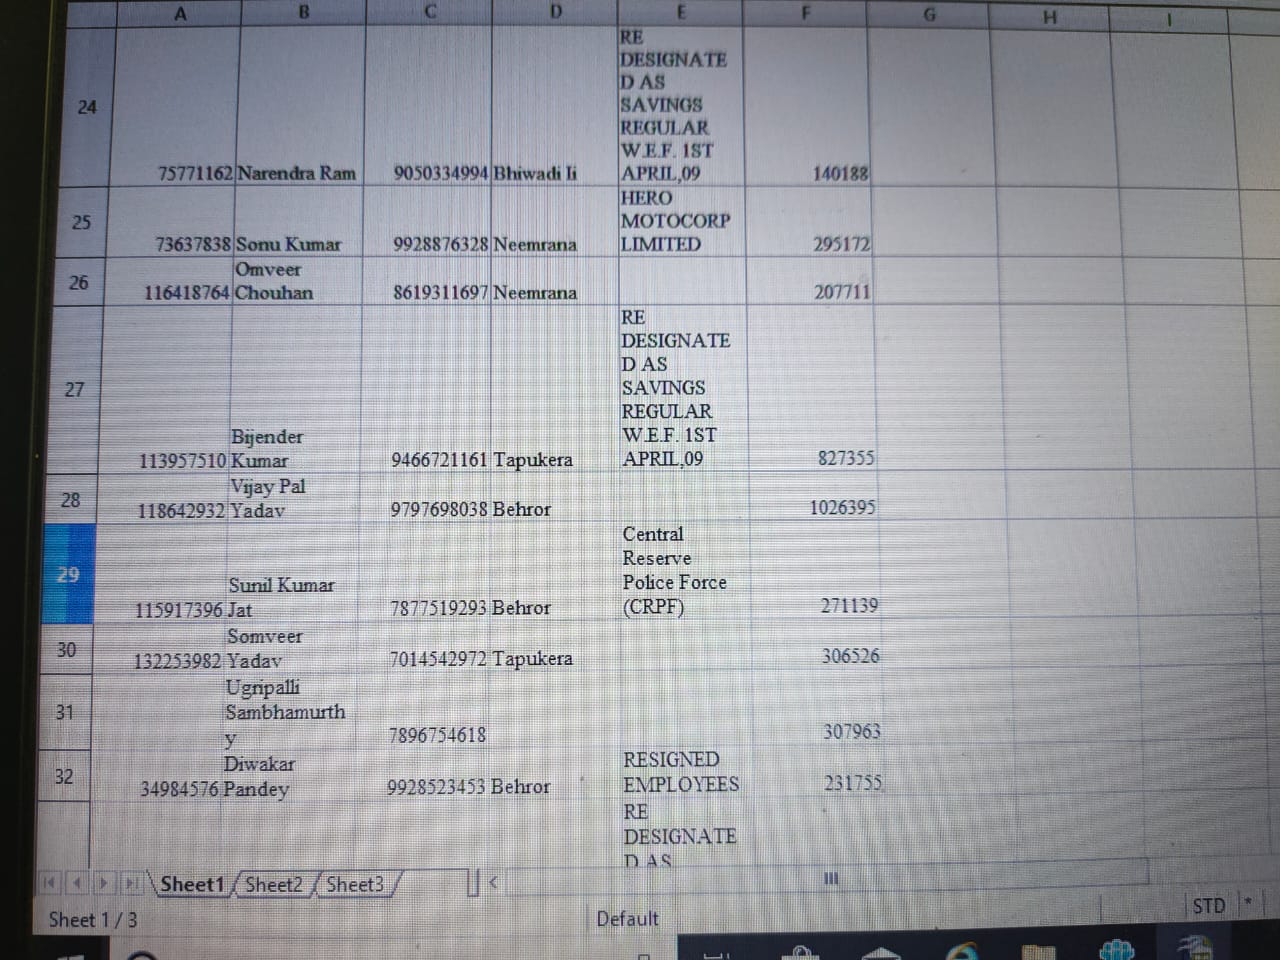 A B C D E F G H I
24 75771162 Narendra Ram 9050334994 Bhiwadi Ii RE DESIGNATE D AS SAVINGS REGULAR W.E.F. 1ST APRIL,09 140188
25 73637838 Sonu Kumar 9928876328 Neemrana HERO MOTOCORP LIMITED 295172
26 116418764 Omveer Chouhan 8619311697 Neemrana 207711
27 113957510 Bijender Kumar 9466721161 Tapukera RE DESIGNATE D AS SAVINGS REGULAR W.E.F. 1ST APRIL,09 827355
28 118642932 Vijay Pal Yadav 9797698038 Behror 1026395
29 115917396 Sunil Kumar Jat 7877519293 Behror Central Reserve Police Force (CRPF) 271139
30 132253982 Somveer Yadav 7014542972 Tapukera 306526
31 Ugripalli Sambhamurth y 7896754618 307963
32 34984576 Diwakar Pandey 9928523453 Behror RESIGNED EMPLOYEES 231755
RE DESIGNATE D AS
Sheet1 Sheet2 Sheet3
Sheet 1 / 3 Default STD *